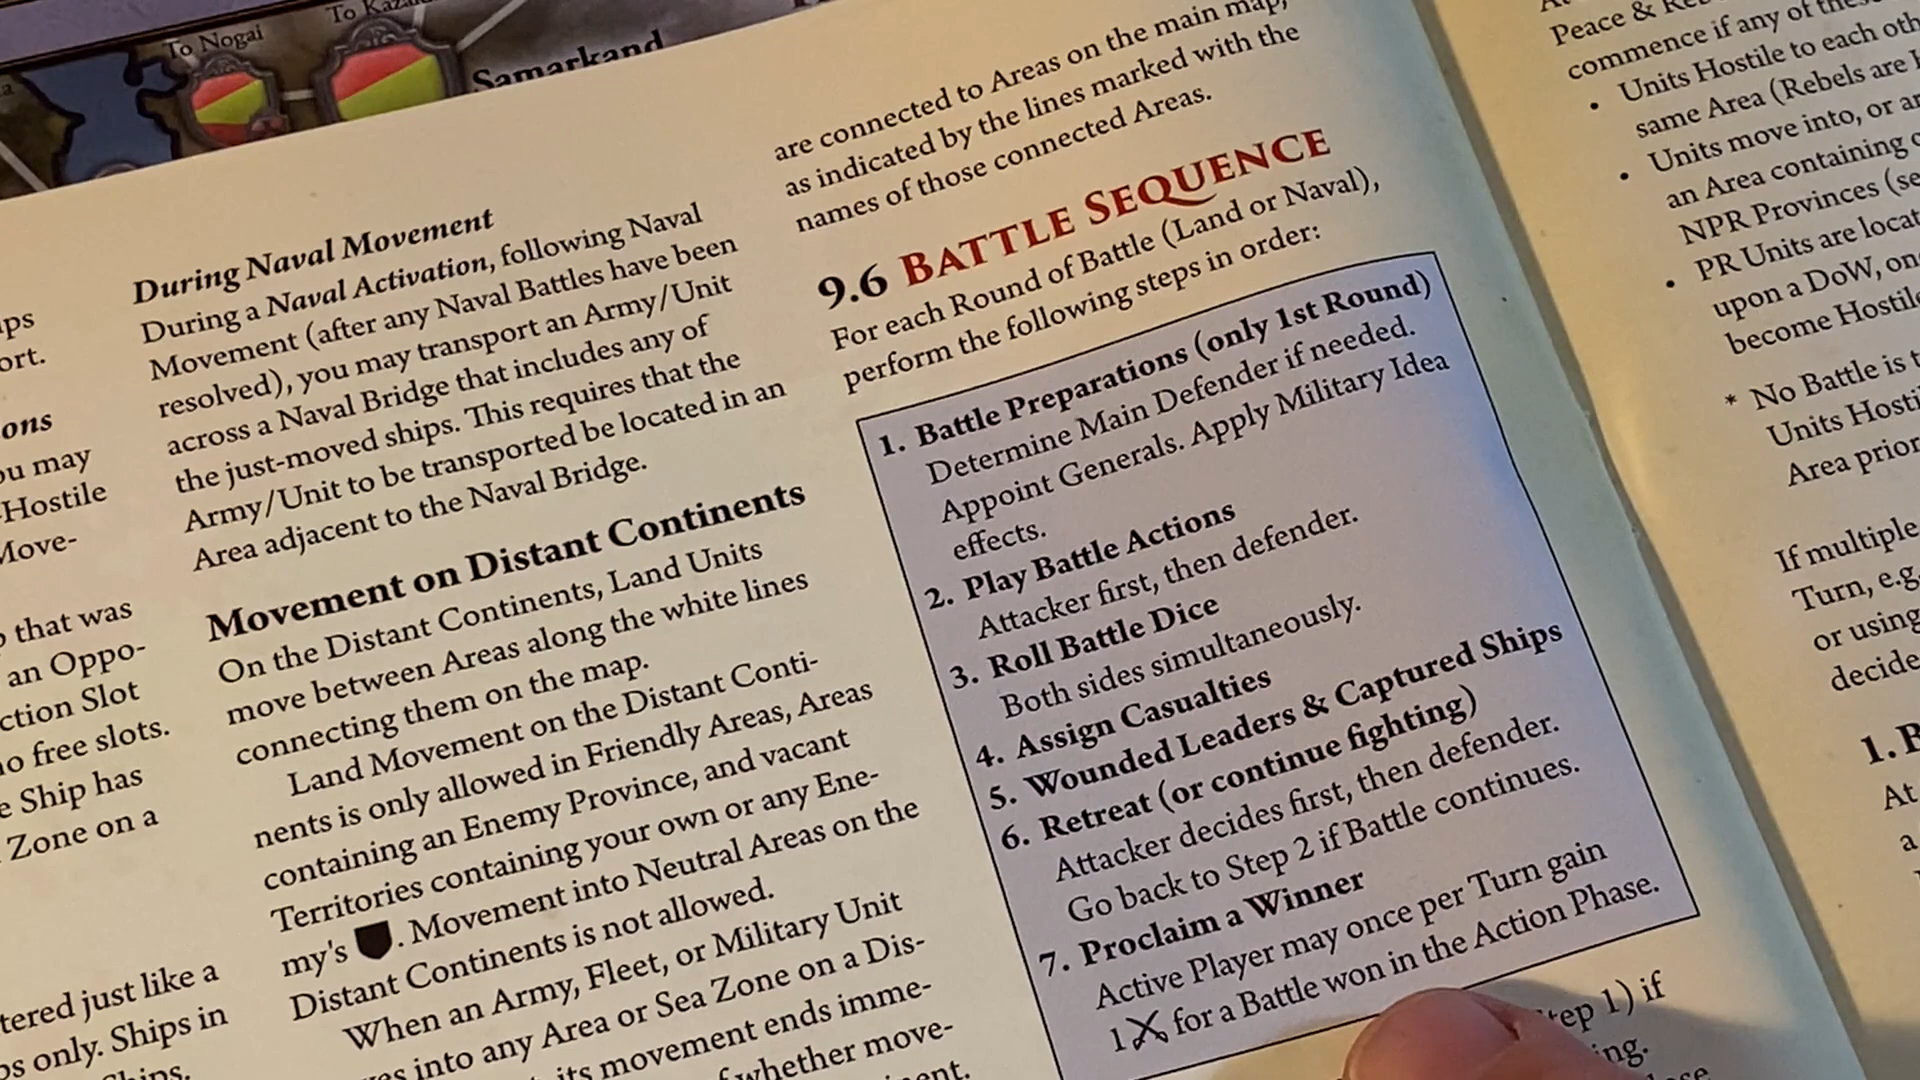 To Nogai
To
Samarkand
ort.
ou may
Hostile
Move-
that was
an Oppo-
ction Slot
no free slots.
Ship has
Zone on a
tered just like a
only. Ships in
Ships.
During Naval Movement
During a Naval Activation, following Naval
Movement (after any Naval Battles have been
resolved), you may transport an Army/Unit
across a Naval Bridge that includes any of
the just-moved ships. This requires that the
Army/Unit to be transported be located in an
Area adjacent to the Naval Bridge.
Movement on Distant Continents
On the Distant Continents, Land Units
move between Areas along the white lines
connecting them on the map.
Land Movement on the Distant Conti-
nents is only allowed in Friendly Areas, Areas
containing an Enemy Province, and vacant
Territories containing your own or any Ene-
my's . Movement into Neutral Areas on the
Distant Continents is not allowed.
When an Army, Fleet, or Military Unit
into any Area or Sea Zone on a Dis-
its movement ends imme-
whether move-
are connected to Areas on the main map,
as indicated by the lines marked with the
names of those connected Areas.
9.6 BATTLE SEQUENCE
For each Round of Battle (Land or Naval),
perform the following steps in order:
1. Battle Preparations (only 1st Round)
Determine Main Defender if needed.
Appoint Generals. Apply Military Idea
effects.
2. Play Battle Actions
Attacker first, then defender.
3. Roll Battle Dice
Both sides simultaneously.
4. Assign Casualties
5. Wounded Leaders & Captured Ships
6. Retreat (or continue fighting)
Attacker decides first, then defender.
Go back to Step 2 if Battle continues.
7. Proclaim a Winner
Active Player may once per Turn gain
1 for a Battle won in the Action Phase.
1) if
Peace &
commence if any of these
• Units Hostile to each
same Area (Rebels are
• Units move into, or
an Area containing
NPR Provinces
• PR Units are
upon a DoW,
become Hostile
* No Battle is
Units
Area prior
If multiple
Turn, e.g.
or using
decide
1.
At
a